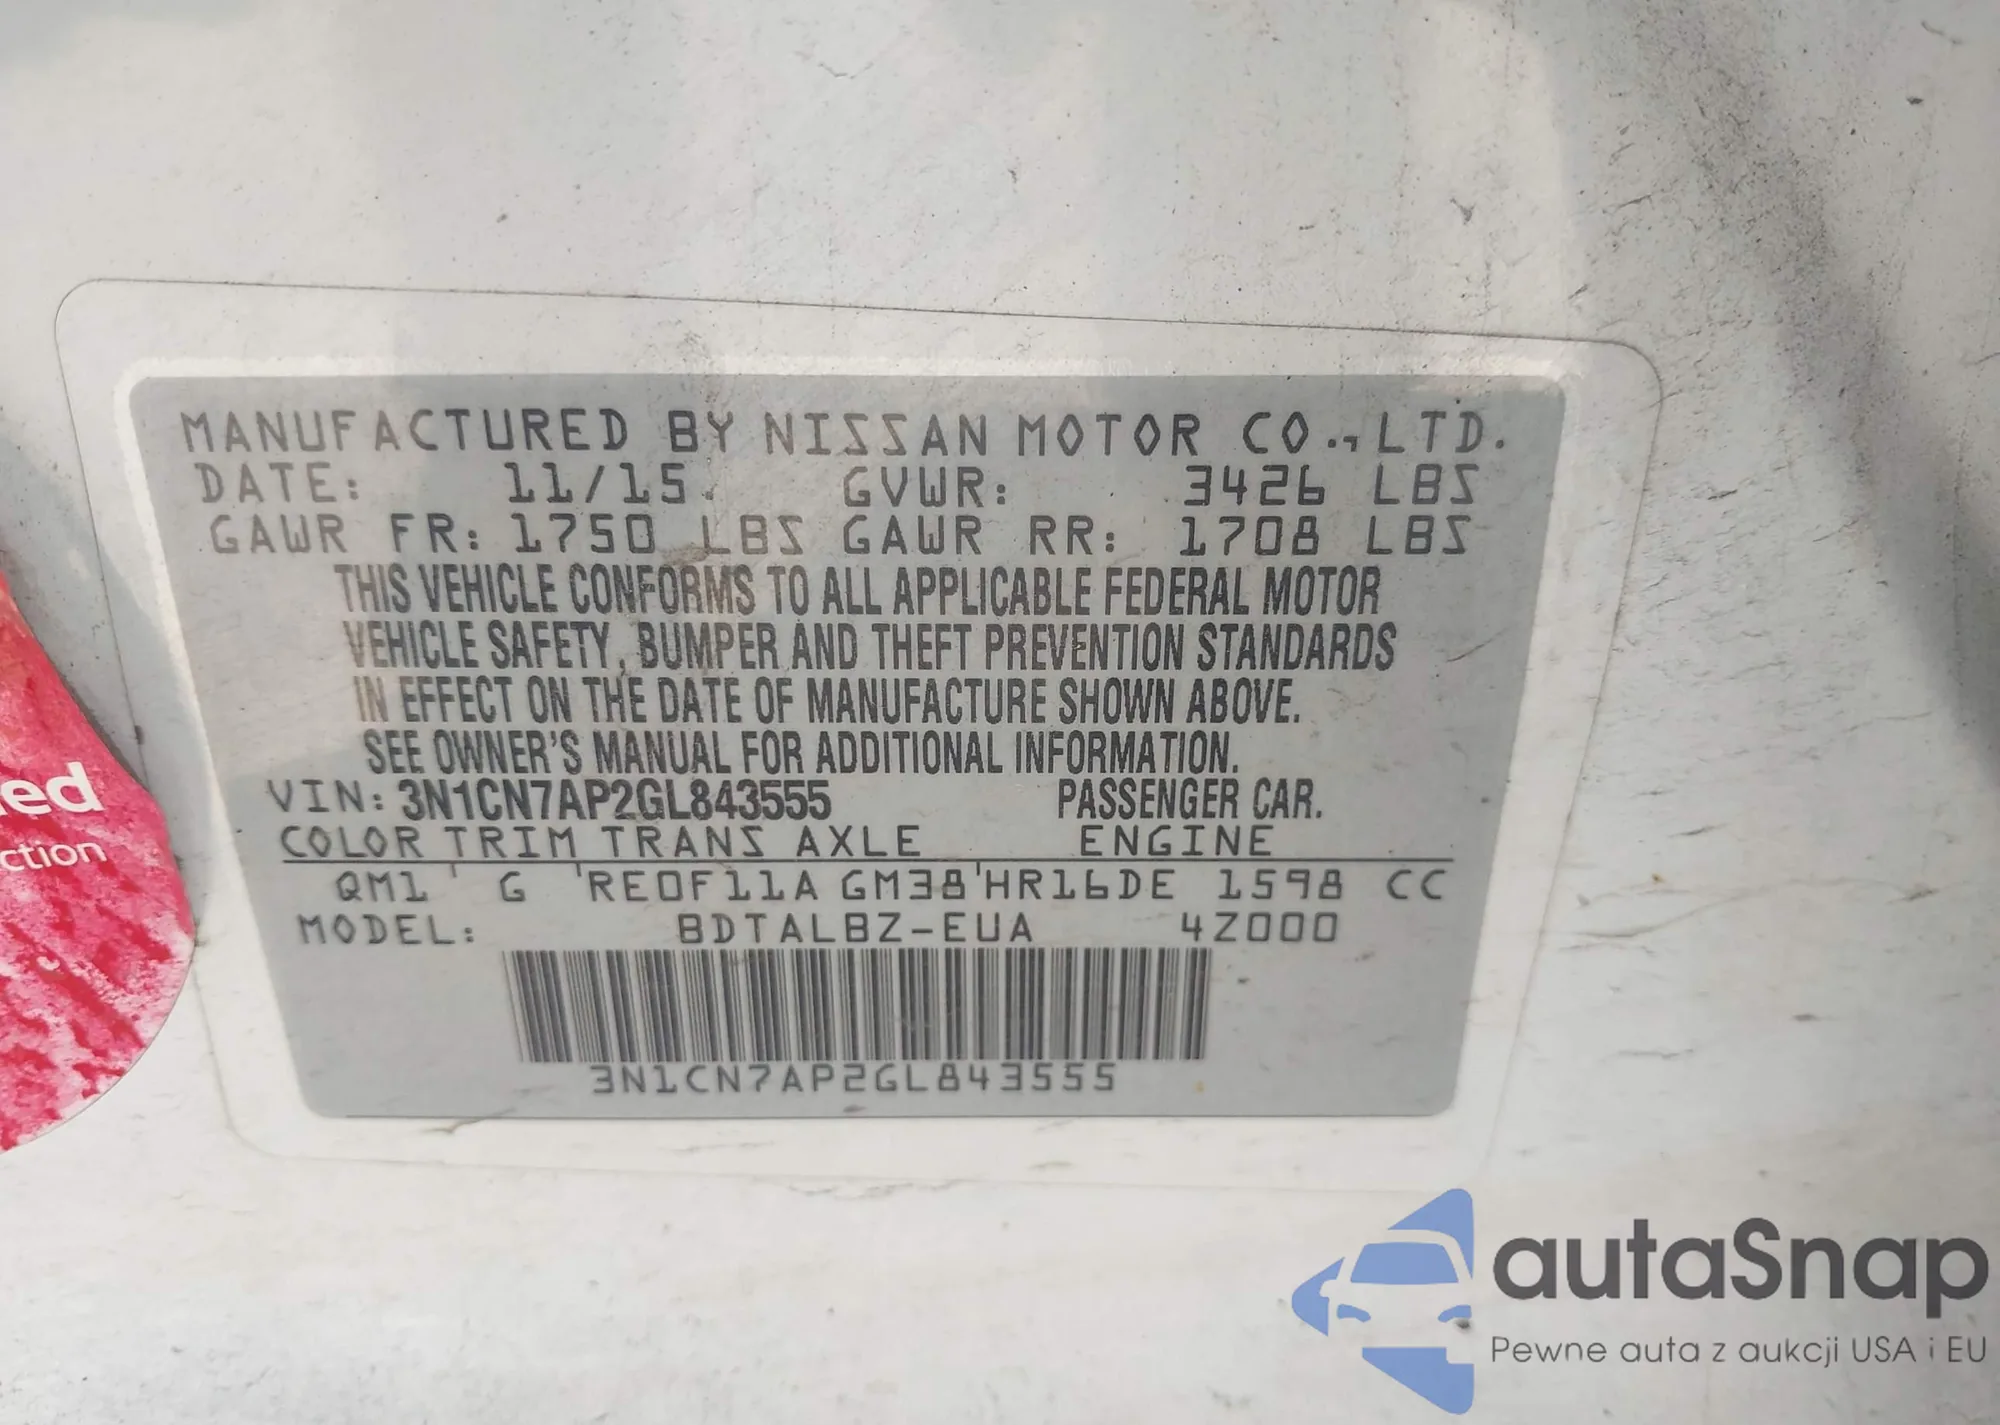 MANUFACTURED BY NISSAN MOTOR CO., LTD.
DATE: 11/15 GVWR: 3426 LBS
GAWR FR: 1750 LBS GAWR RR: 1708 LBS
THIS VEHICLE CONFORMS TO ALL APPLICABLE FEDERAL MOTOR
VEHICLE SAFETY, BUMPER AND THEFT PREVENTION STANDARDS
IN EFFECT ON THE DATE OF MANUFACTURE SHOWN ABOVE.
SEE OWNER'S MANUAL FOR ADDITIONAL INFORMATION.
VIN: 3N1CN7AP2GL843555 PASSENGER CAR.
COLOR TRIM TRANS AXLE ENGINE
QM1 G RE0F11A GM38 HR16DE 1598 CC
MODEL: BDTALBZ-EUA 4Z000
3N1CN7AP2GL843555
ed
ction
autaSnap
Pewne auta z aukcji USA i EU